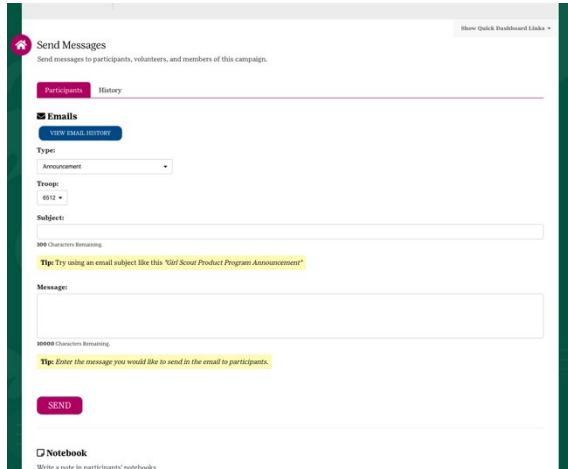 Show Quick Dashboard Links
Send Messages
Send messages to participants, volunteers, and members of this campaign.
Participants History
Emails
VIEW EMAIL HISTORY
Type:
Announcement
Troop:
6512
Subject:
100 Characters Remaining.
Tip: Try using an email subject like this "Girl Scout Product Program Announcement"
Message:
10000 Characters Remaining.
Tip: Enter the message you would like to send in the email to participants.
SEND
Notebook
Write a note in participants' notebooks.